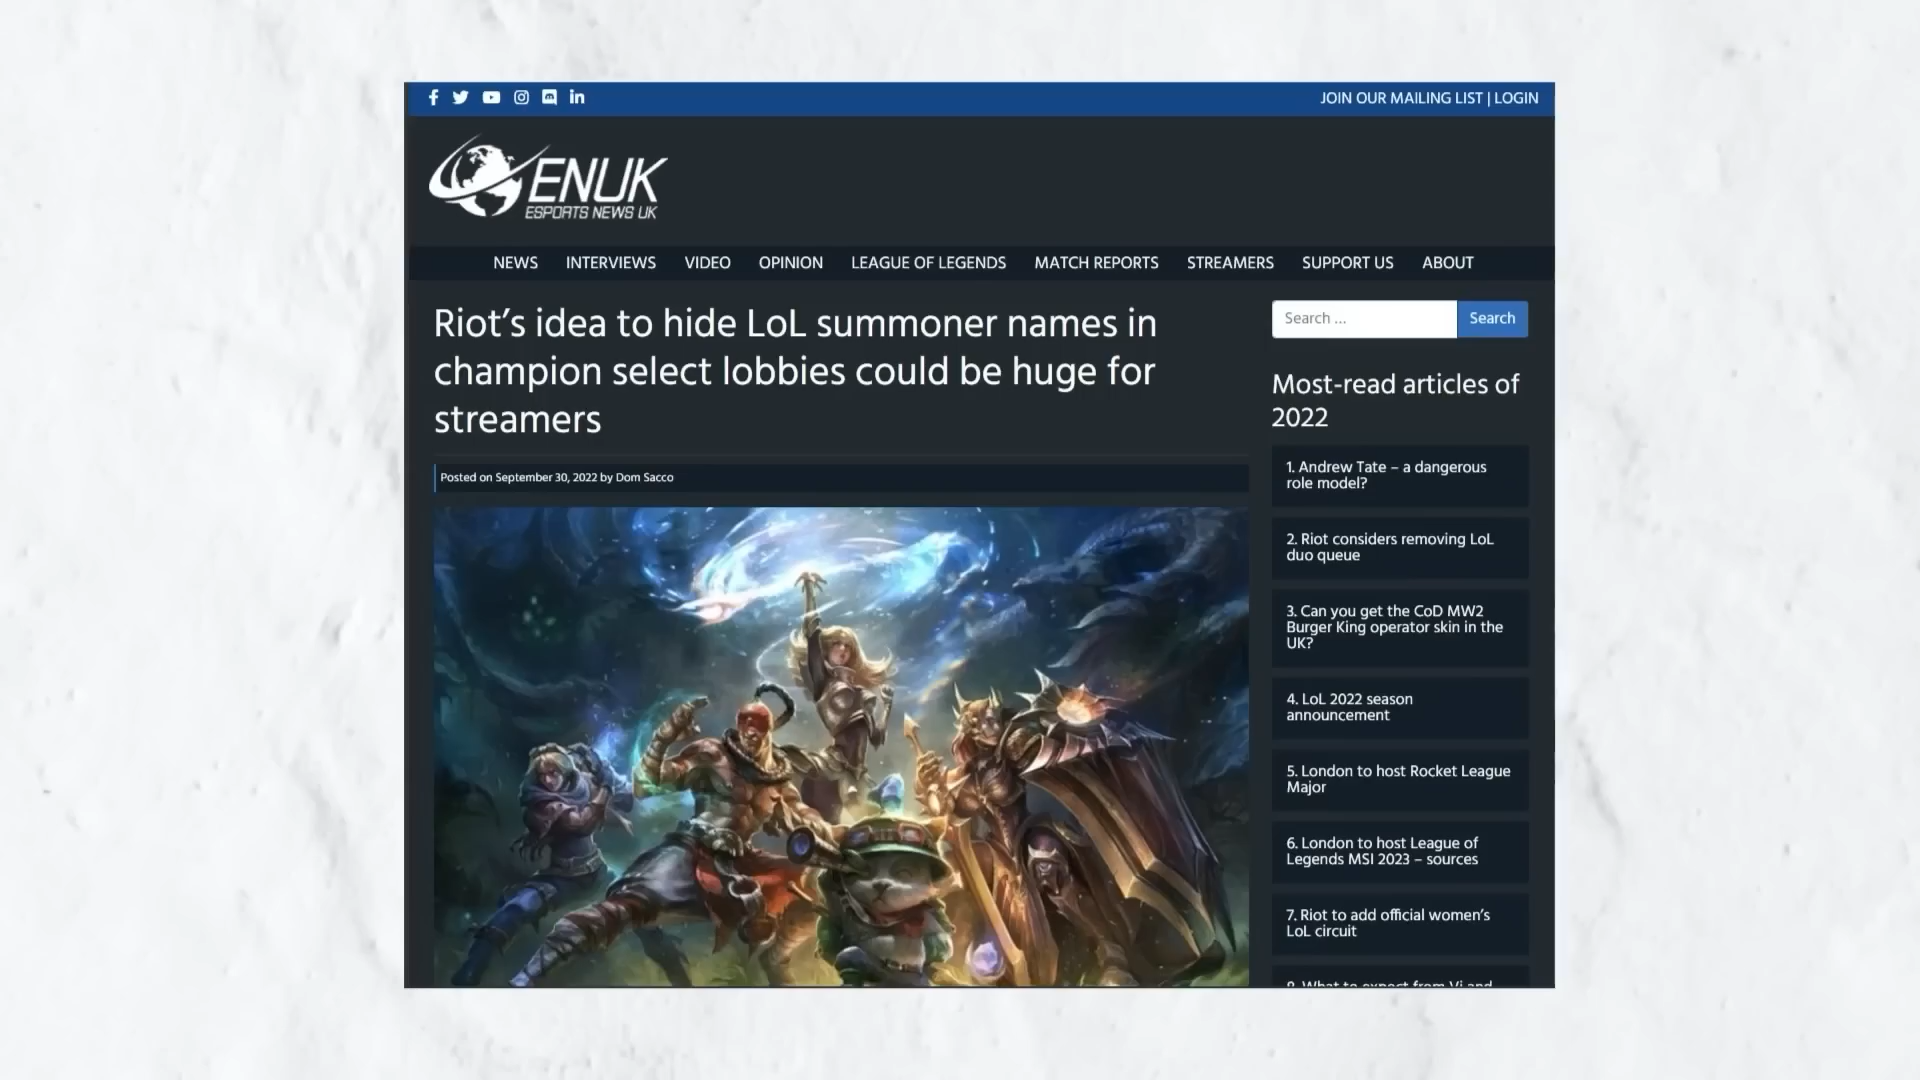 JOIN OUR MAILING LIST | LOGIN
ENUK
ESPORTS NEWS UK
NEWS INTERVIEWS VIDEO OPINION LEAGUE OF LEGENDS MATCH REPORTS STREAMERS SUPPORT US ABOUT
Riot’s idea to hide LoL summoner names in
champion select lobbies could be huge for
streamers
Posted on September 30, 2022 by Dom Sacco
Search ...
Search
Most-read articles of
2022
1. Andrew Tate – a dangerous
role model?
2. Riot considers removing LoL
duo queue
3. Can you get the CoD MW2
Burger King operator skin in the
UK?
4. LoL 2022 season
announcement
5. London to host Rocket League
Major
6. London to host League of
Legends MSI 2023 – sources
7. Riot to add official women’s
LoL circuit
8. What to expect from Vi and